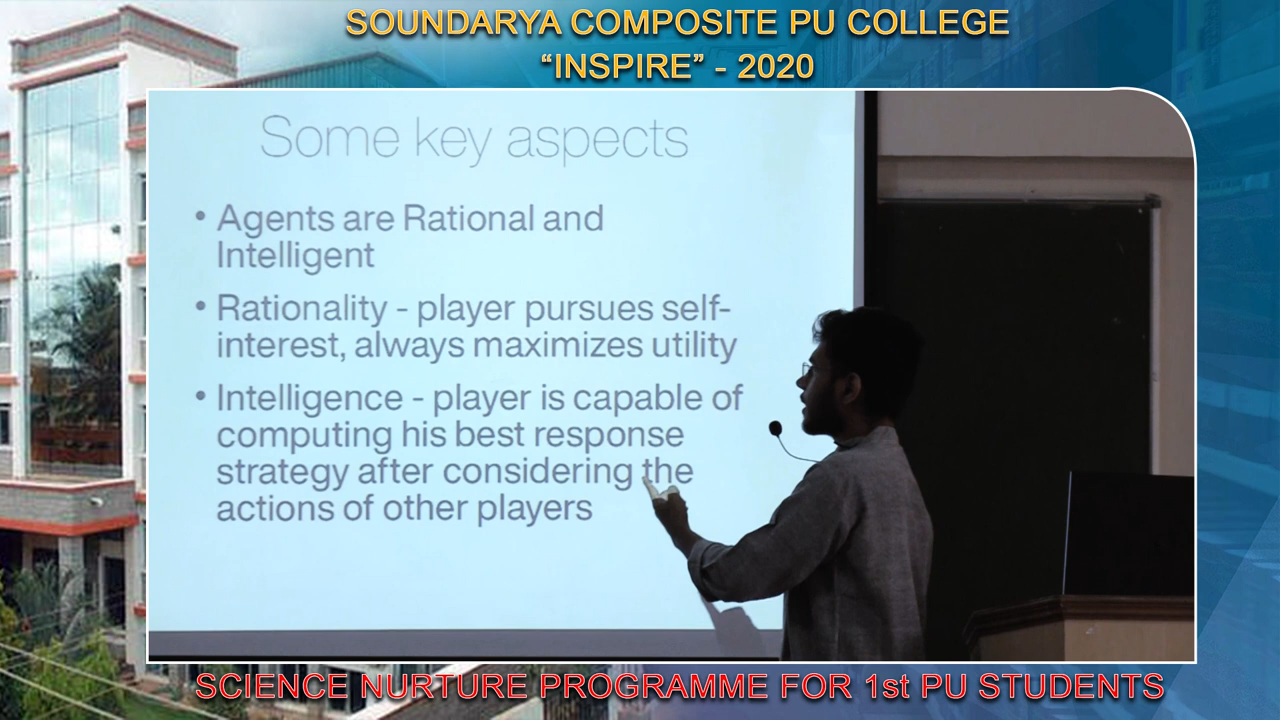 SOUNDARYA COMPOSITE PU COLLEGE
“INSPIRE” - 2020
Some key aspects
• Agents are Rational and
Intelligent
• Rationality - player pursues self-
interest, always maximizes utility
• Intelligence - player is capable of
computing his best response
strategy after considering the
actions of other players
SCIENCE NURTURE PROGRAMME FOR 1st PU STUDENTS